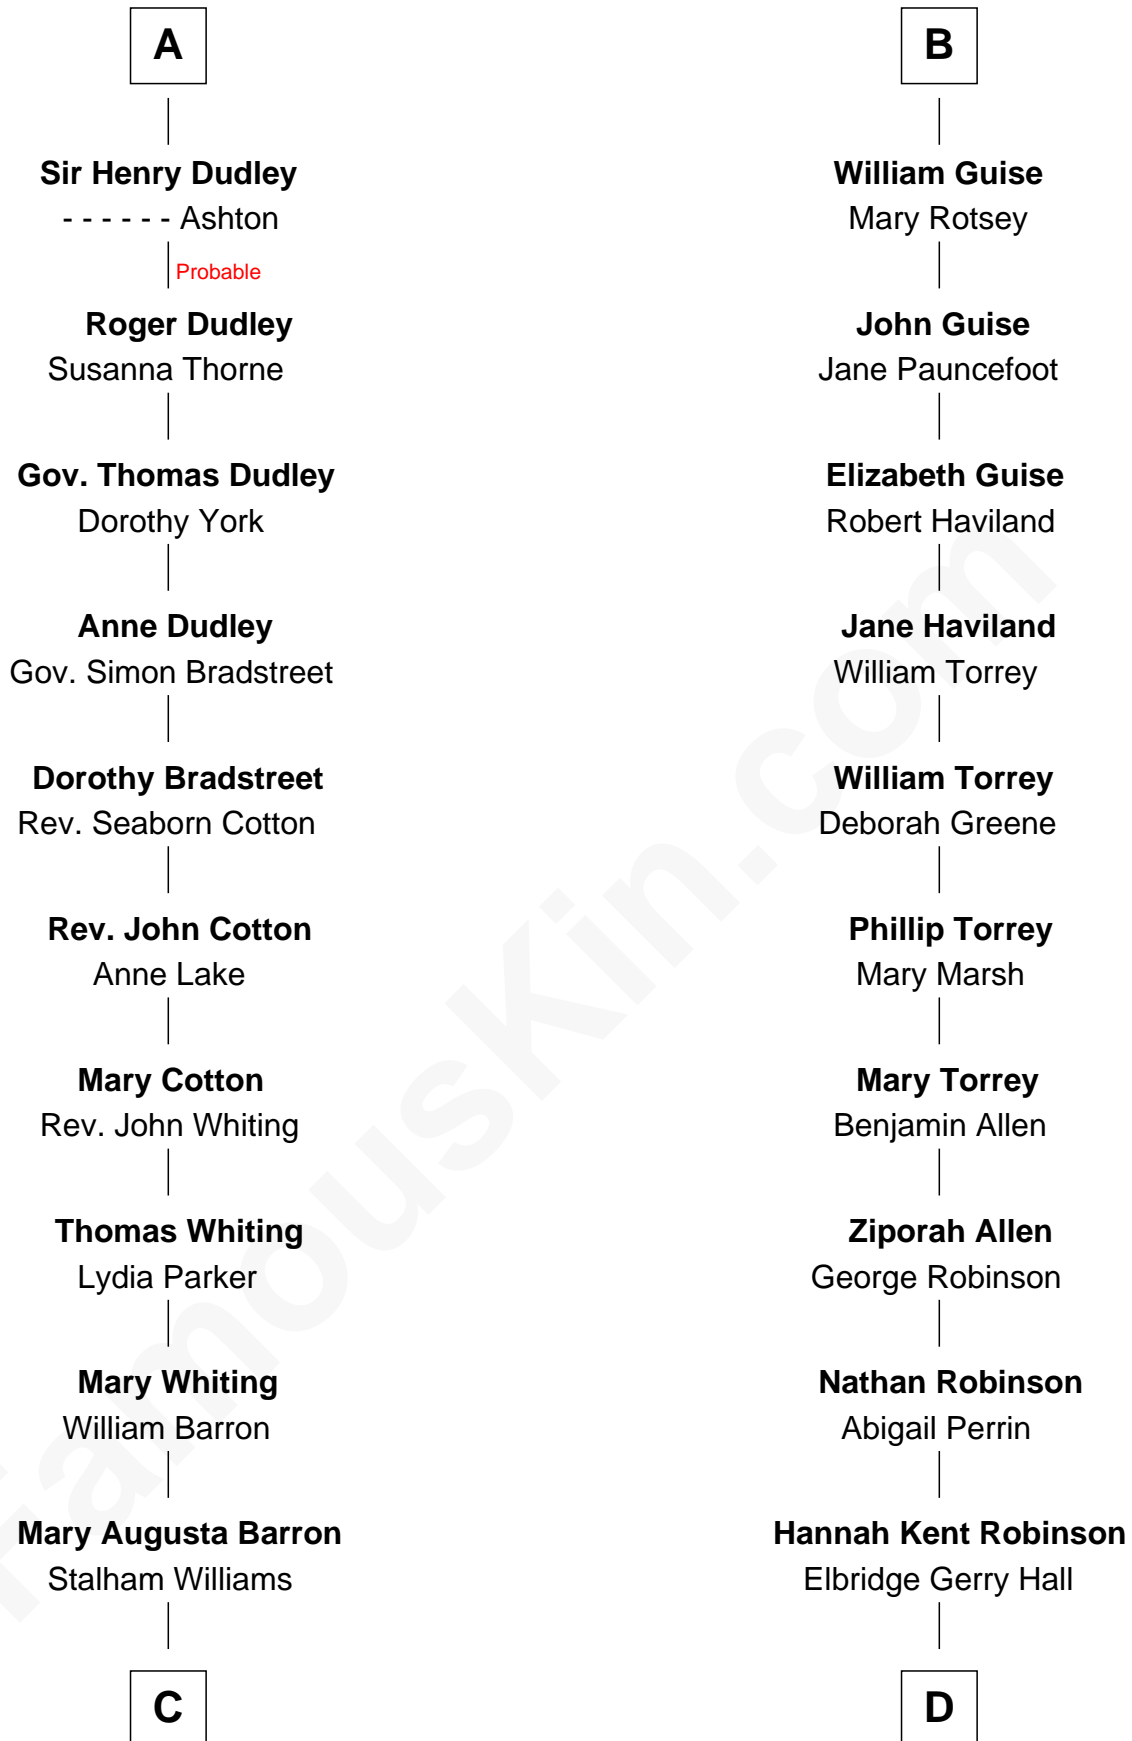 A
Sir Henry Dudley
- - - - - - Ashton
Probable
Roger Dudley
Susanna Thorne
Gov. Thomas Dudley
Dorothy York
Anne Dudley
Gov. Simon Bradstreet
Dorothy Bradstreet
Rev. Seaborn Cotton
Rev. John Cotton
Anne Lake
Mary Cotton
Rev. John Whiting
Thomas Whiting
Lydia Parker
Mary Whiting
William Barron
Mary Augusta Barron
Stalham Williams
C
B
William Guise
Mary Rotsey
John Guise
Jane Pauncefoot
Elizabeth Guise
Robert Haviland
Jane Haviland
William Torrey
William Torrey
Deborah Greene
Phillip Torrey
Mary Marsh
Mary Torrey
Benjamin Allen
Ziporah Allen
George Robinson
Nathan Robinson
Abigail Perrin
Hannah Kent Robinson
Elbridge Gerry Hall
D
FamousKin.com